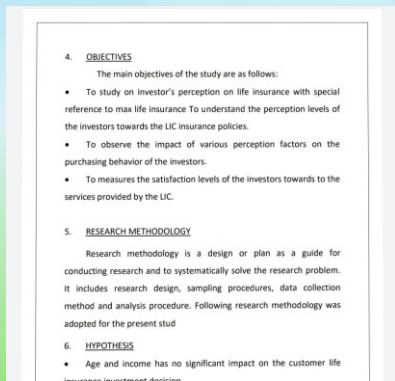 4. OBJECTIVES
The main objectives of the study are as follows:
• To study on investor's perception on life insurance with special
reference to max life insurance To understand the perception levels of
the investors towards the LIC insurance policies.
• To observe the impact of various perception factors on the
purchasing behavior of the investors.
• To measures the satisfaction levels of the investors towards to the
services provided by the LIC.
5. RESEARCH METHODOLOGY
Research methodology is a design or plan as a guide for
conducting research and to systematically solve the research problem.
It includes research design, sampling procedures, data collection
method and analysis procedure. Following research methodology was
adopted for the present stud
6. HYPOTHESIS
• Age and income has no significant impact on the customer life
insurance investment decision